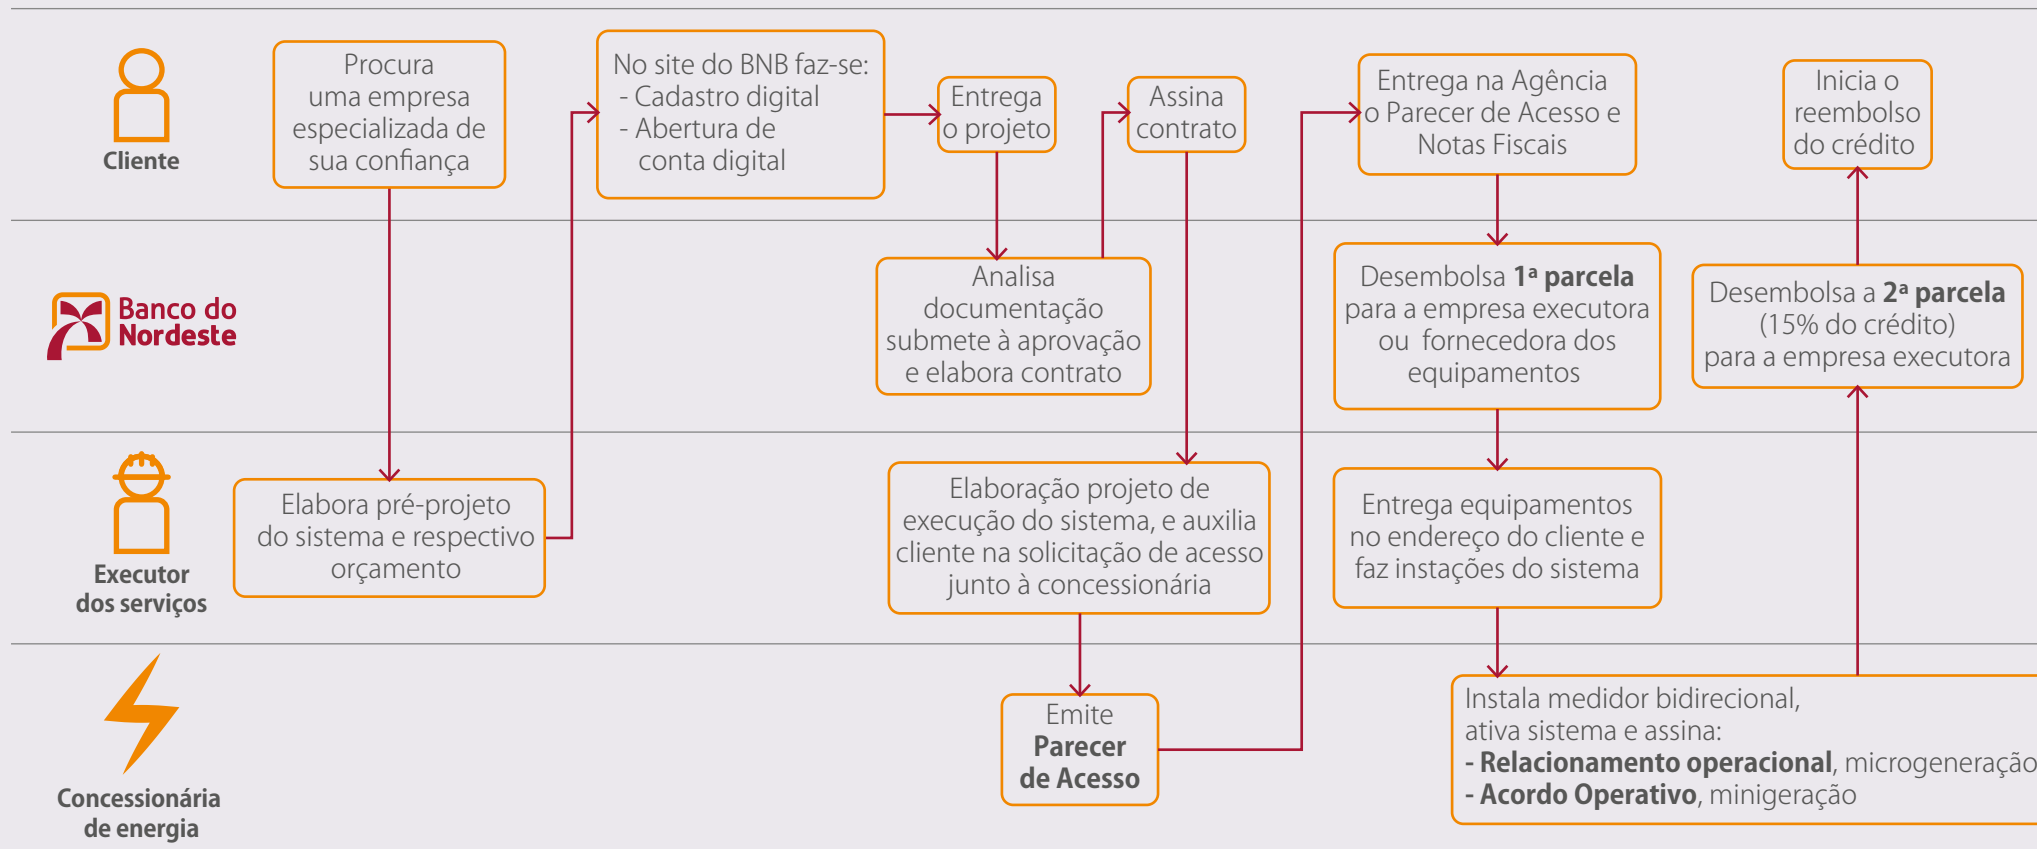 Cliente
Procura
uma empresa
especializada de
sua confiança
No site do BNB faz-se:
- Cadastro digital
- Abertura de
conta digital
Entrega
o projeto
Assina
contrato
Entrega na Agência
o Parecer de Acesso e
Notas Fiscais
Inicia o
reembolso
do crédito
Banco do
Nordeste
Analisa
documentação
submete à aprovação
e elabora contrato
Desembolsa 1ª parcela
para a empresa executora
ou fornecedora dos
equipamentos
Desembolsa a 2ª parcela
(15% do crédito)
para a empresa executora
Executor
dos serviços
Elabora pré-projeto
do sistema e respectivo
orçamento
Elaboração projeto de
execução do sistema, e auxilia
cliente na solicitação de acesso
junto à concessionária
Entrega equipamentos
no endereço do cliente e
faz instações do sistema
Concessionária
de energia
Emite
Parecer
de Acesso
Instala medidor bidirecional,
ativa sistema e assina:
- Relacionamento operacional, microgeneração
- Acordo Operativo, minigeração